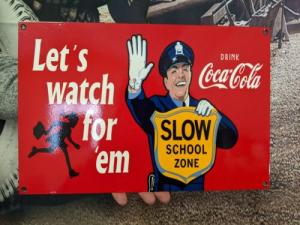 Let's
watch
for
'em
DRINK
Coca-Cola
SLOW
SCHOOL
ZONE